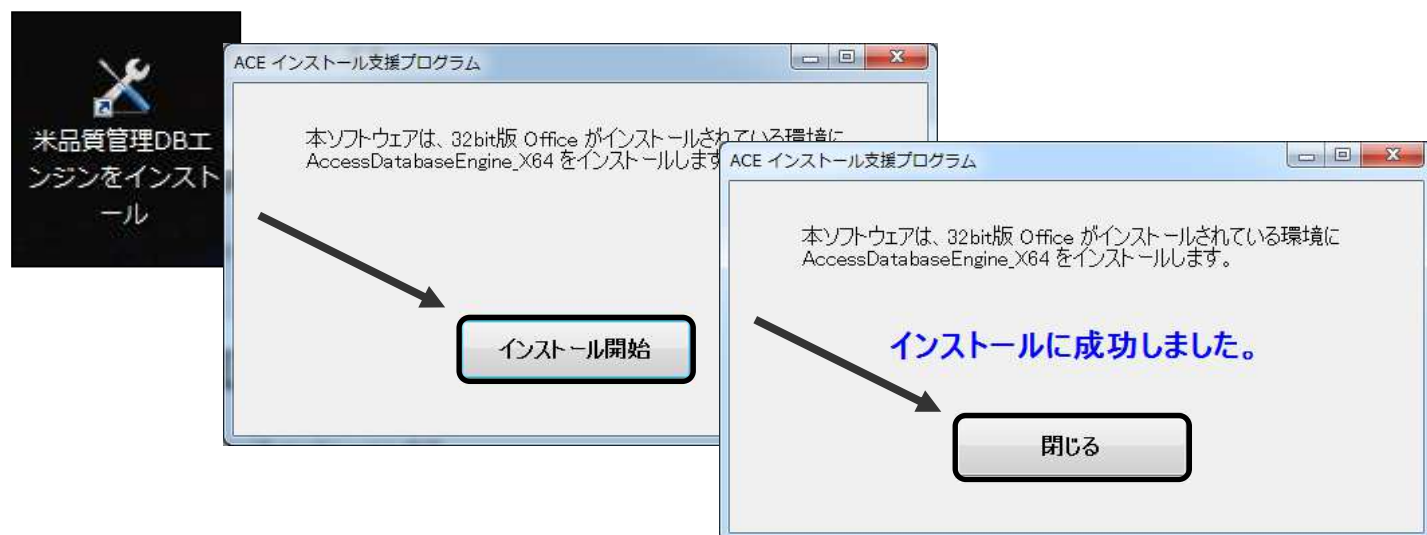 米品質管理DBエ
ンジンをインスト
ール
ACE インストール支援プログラム
本ソフトウェアは、32bit版 Office がインストールされている環境に
AccessDatabaseEngine_X64 をインストールします
インストール開始
ACE インストール支援プログラム
本ソフトウェアは、32bit版 Office がインストールされている環境に
AccessDatabaseEngine_X64 をインストールします。
インストールに成功しました。
閉じる